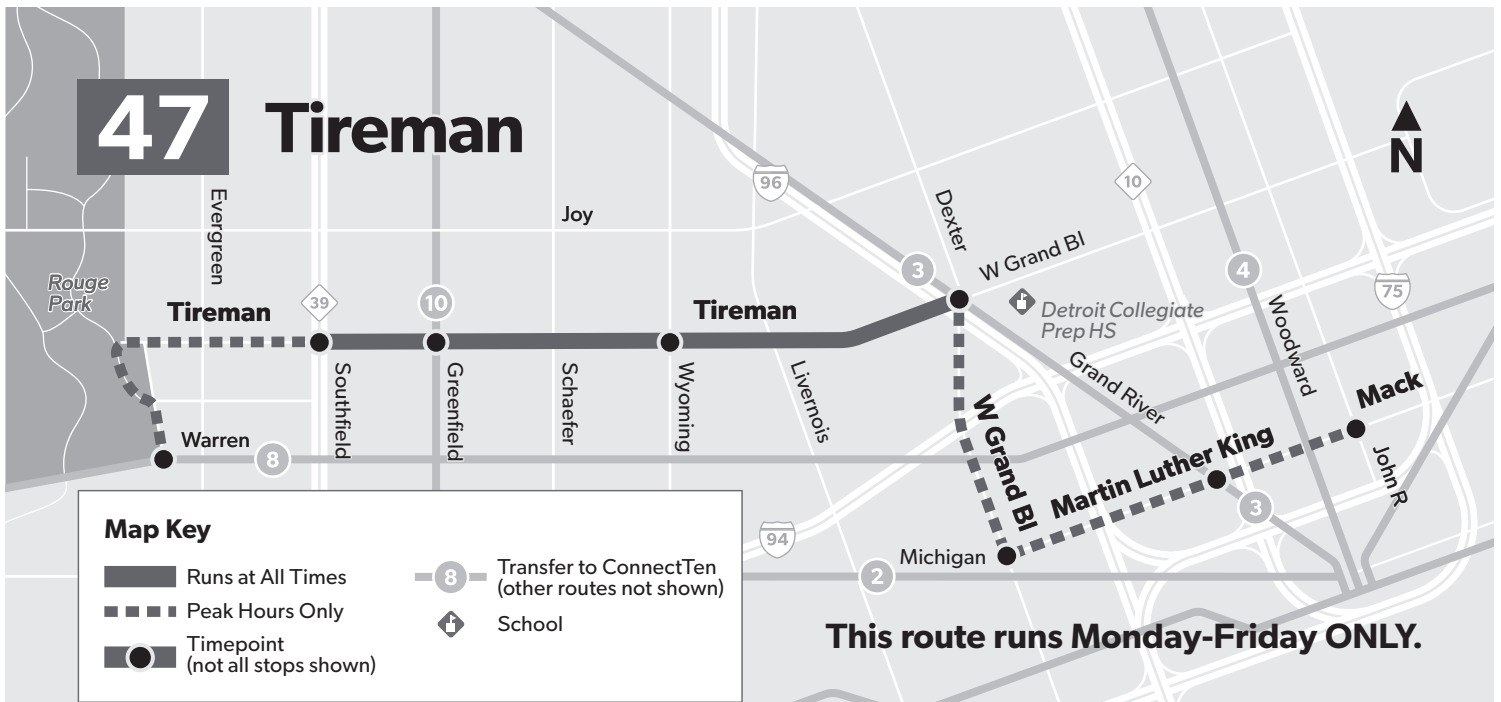 47
Tireman
N
96
10
Evergreen
Joy
Dexter
W Grand Bl
3
4
75
Rouge
Park
Tireman
39
10
Tireman
Detroit Collegiate
Prep HS
Woodward
Southfield
Greenfield
Schaefer
Wyoming
Livernois
Grand River
Mack
W Grand Bl
Martin Luther King
John R
Warren
8
3
94
Michigan
2
Map Key
Runs at All Times
Peak Hours Only
Timepoint
(not all stops shown)
8
Transfer to ConnectTen
(other routes not shown)
School
This route runs Monday-Friday ONLY.